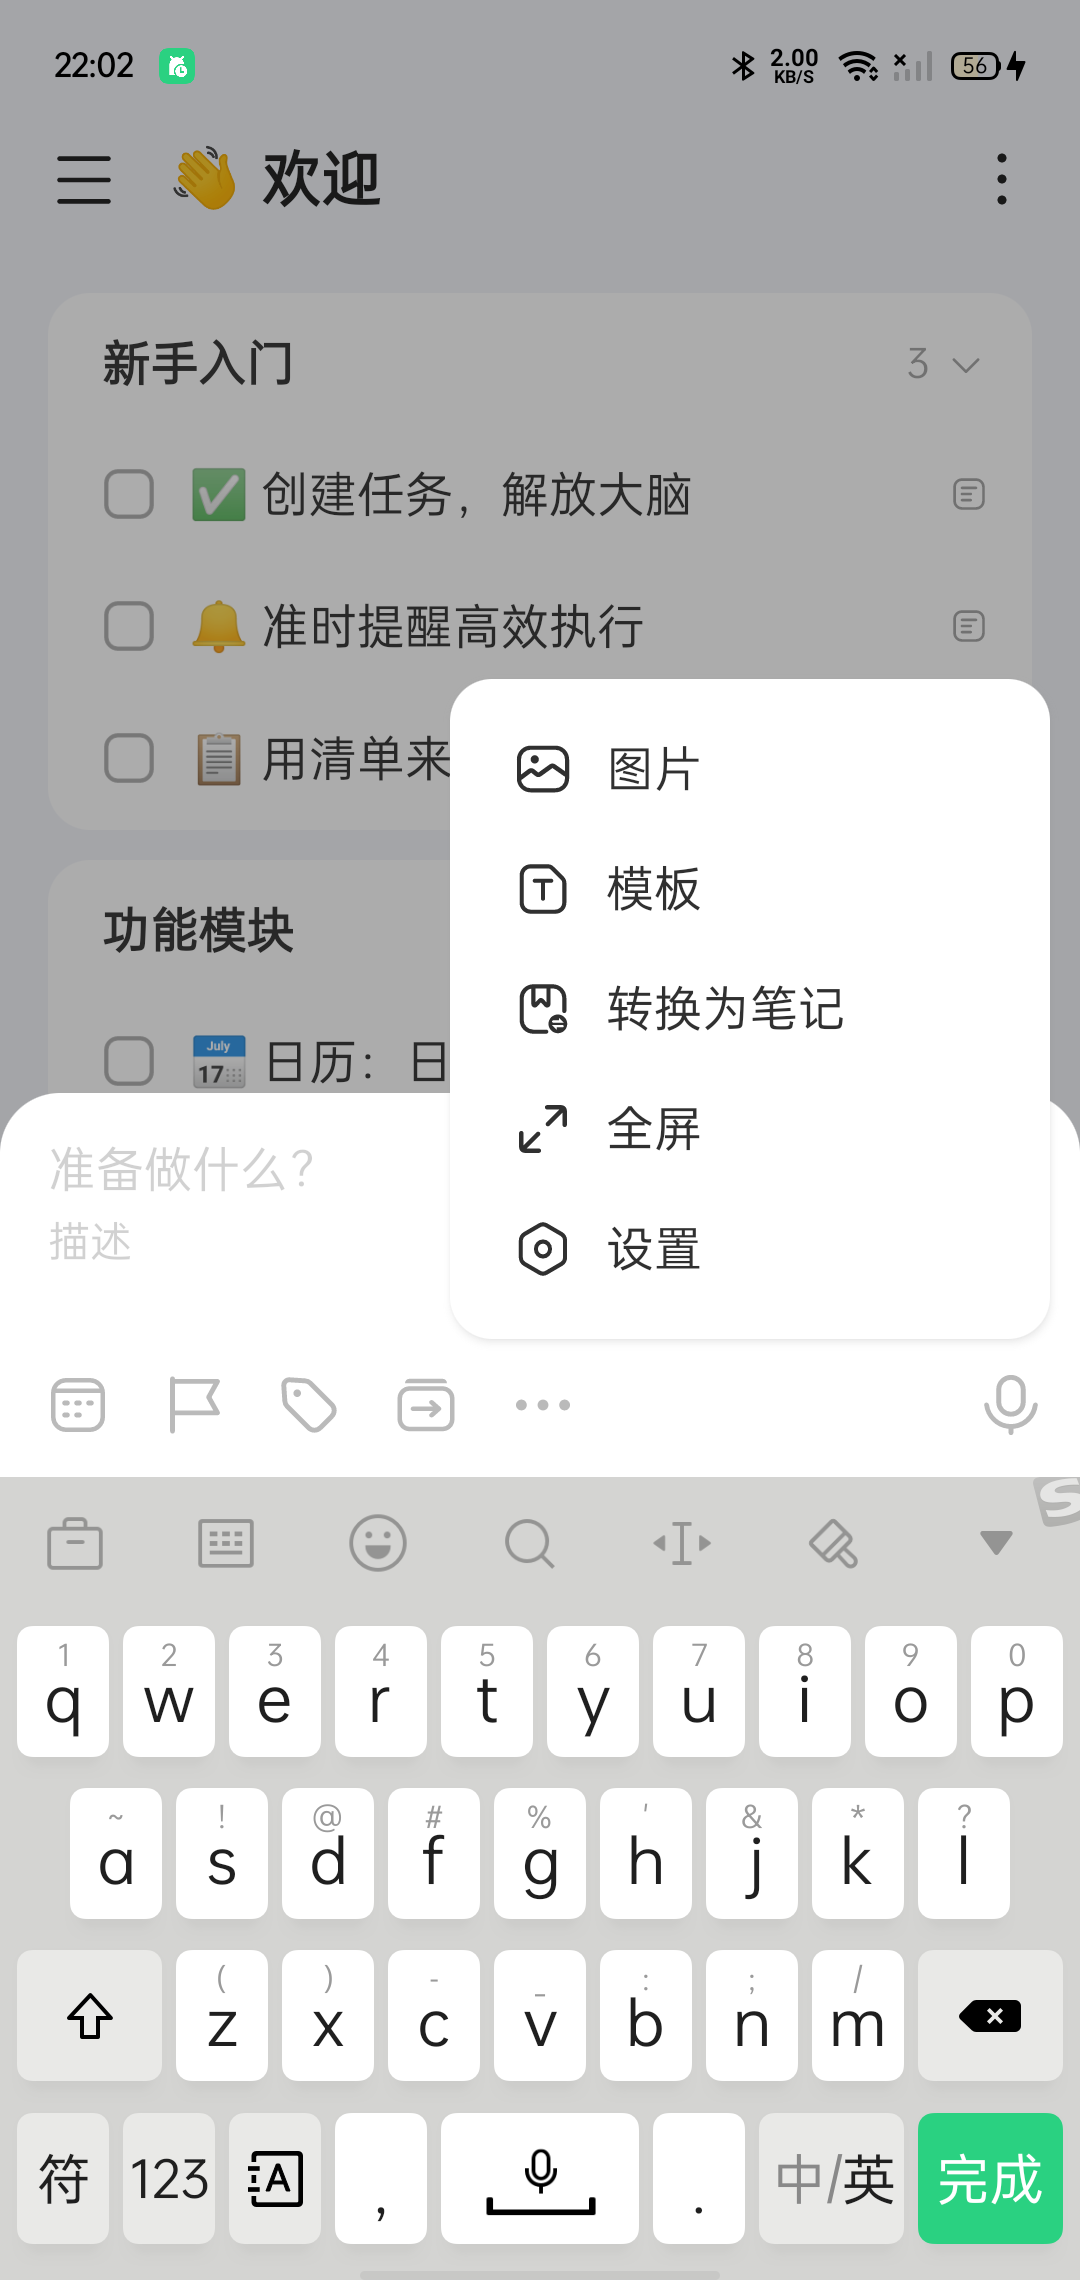 22:02
2.00
KB/S
56
欢迎
新手入门 3
创建任务，解放大脑
准时提醒高效执行
用清单来
功能模块
July
17
日历：日
图片
T 模板
转换为笔记
全屏
设置
准备做什么？
描述
S
1 2 3 4 5 6 7 8 9 0
q w e r t y u i o p
~ ! @ # % ' & * ?
a s d f g h j k l
( ) - _ : ; /
z x c v b n m
符 123 A , . 中/英 完成